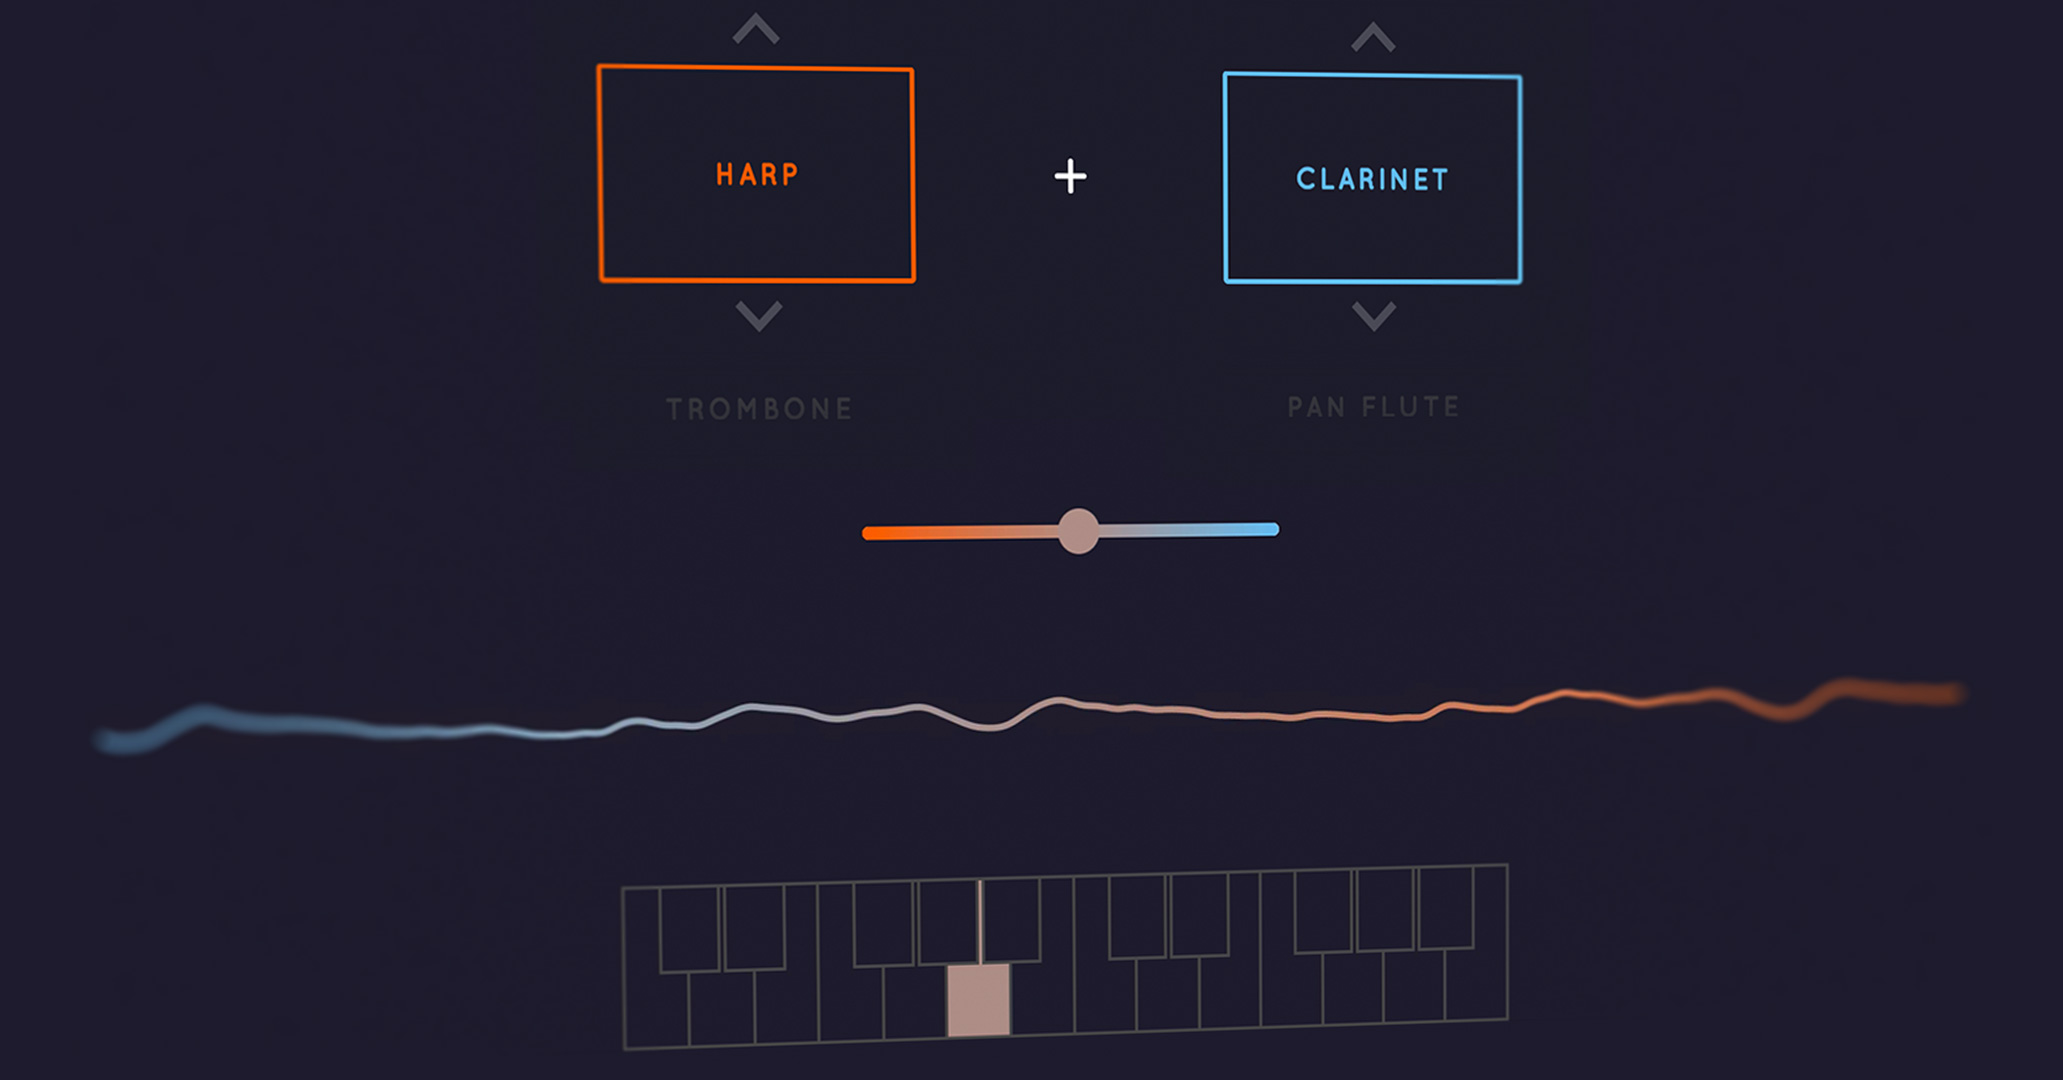 HARP
+
CLARINET
TROMBONE
PAN FLUTE